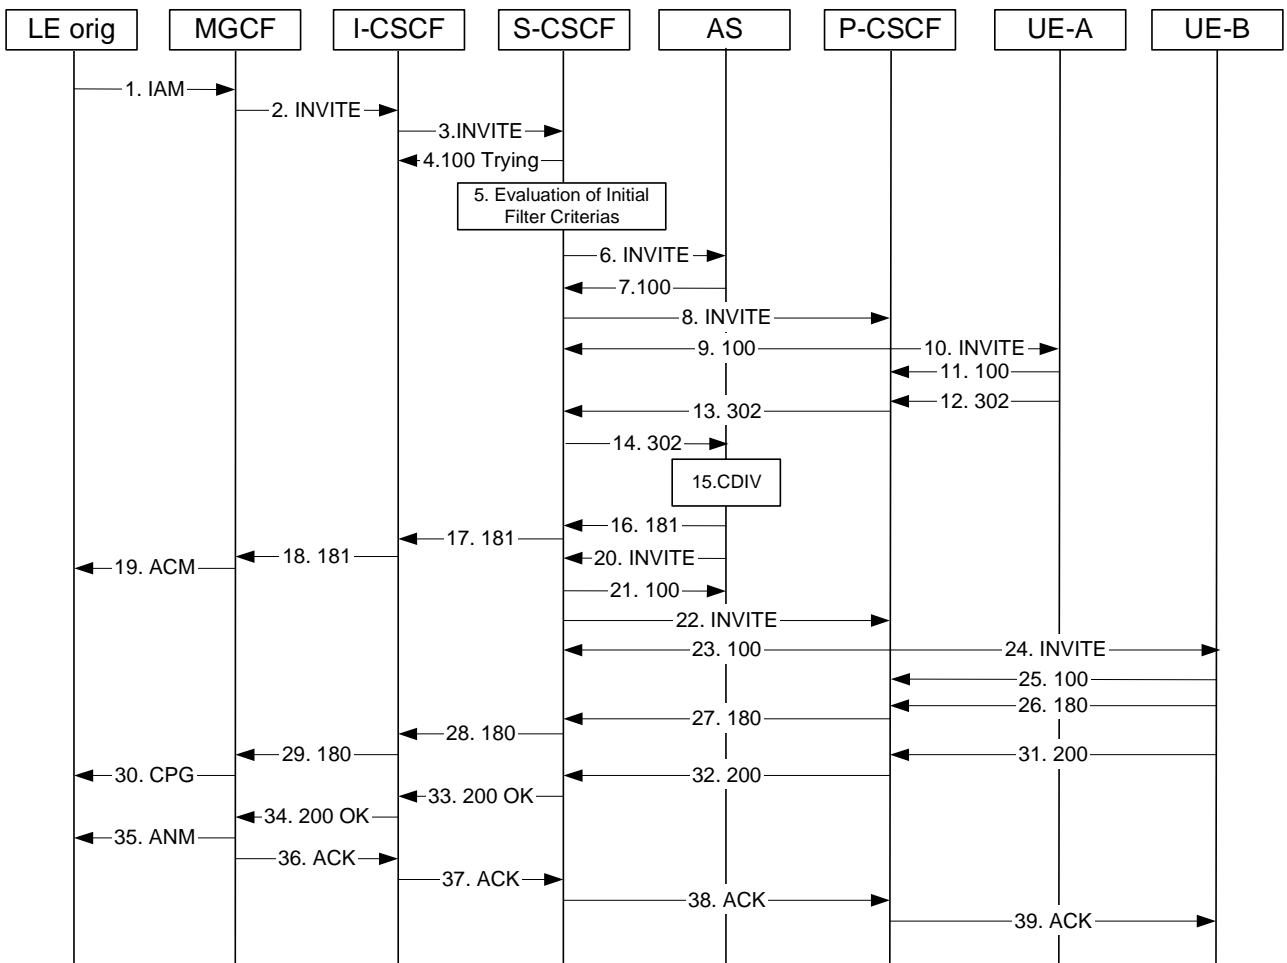 LE orig
MGCF
I-CSCF
S-CSCF
AS
P-CSCF
UE-A
UE-B
1. IAM
2. INVITE
3.INVITE
4.100 Trying
5. Evaluation of Initial
Filter Criterias
6. INVITE
7.100
8. INVITE
9. 100
10. INVITE
11. 100
12. 302
13. 302
14. 302
15.CDIV
16. 181
17. 181
18. 181
19. ACM
20. INVITE
21. 100
22. INVITE
23. 100
24. INVITE
25. 100
26. 180
27. 180
28. 180
29. 180
30. CPG
31. 200
32. 200
33. 200 OK
34. 200 OK
35. ANM
36. ACK
37. ACK
38. ACK
39. ACK